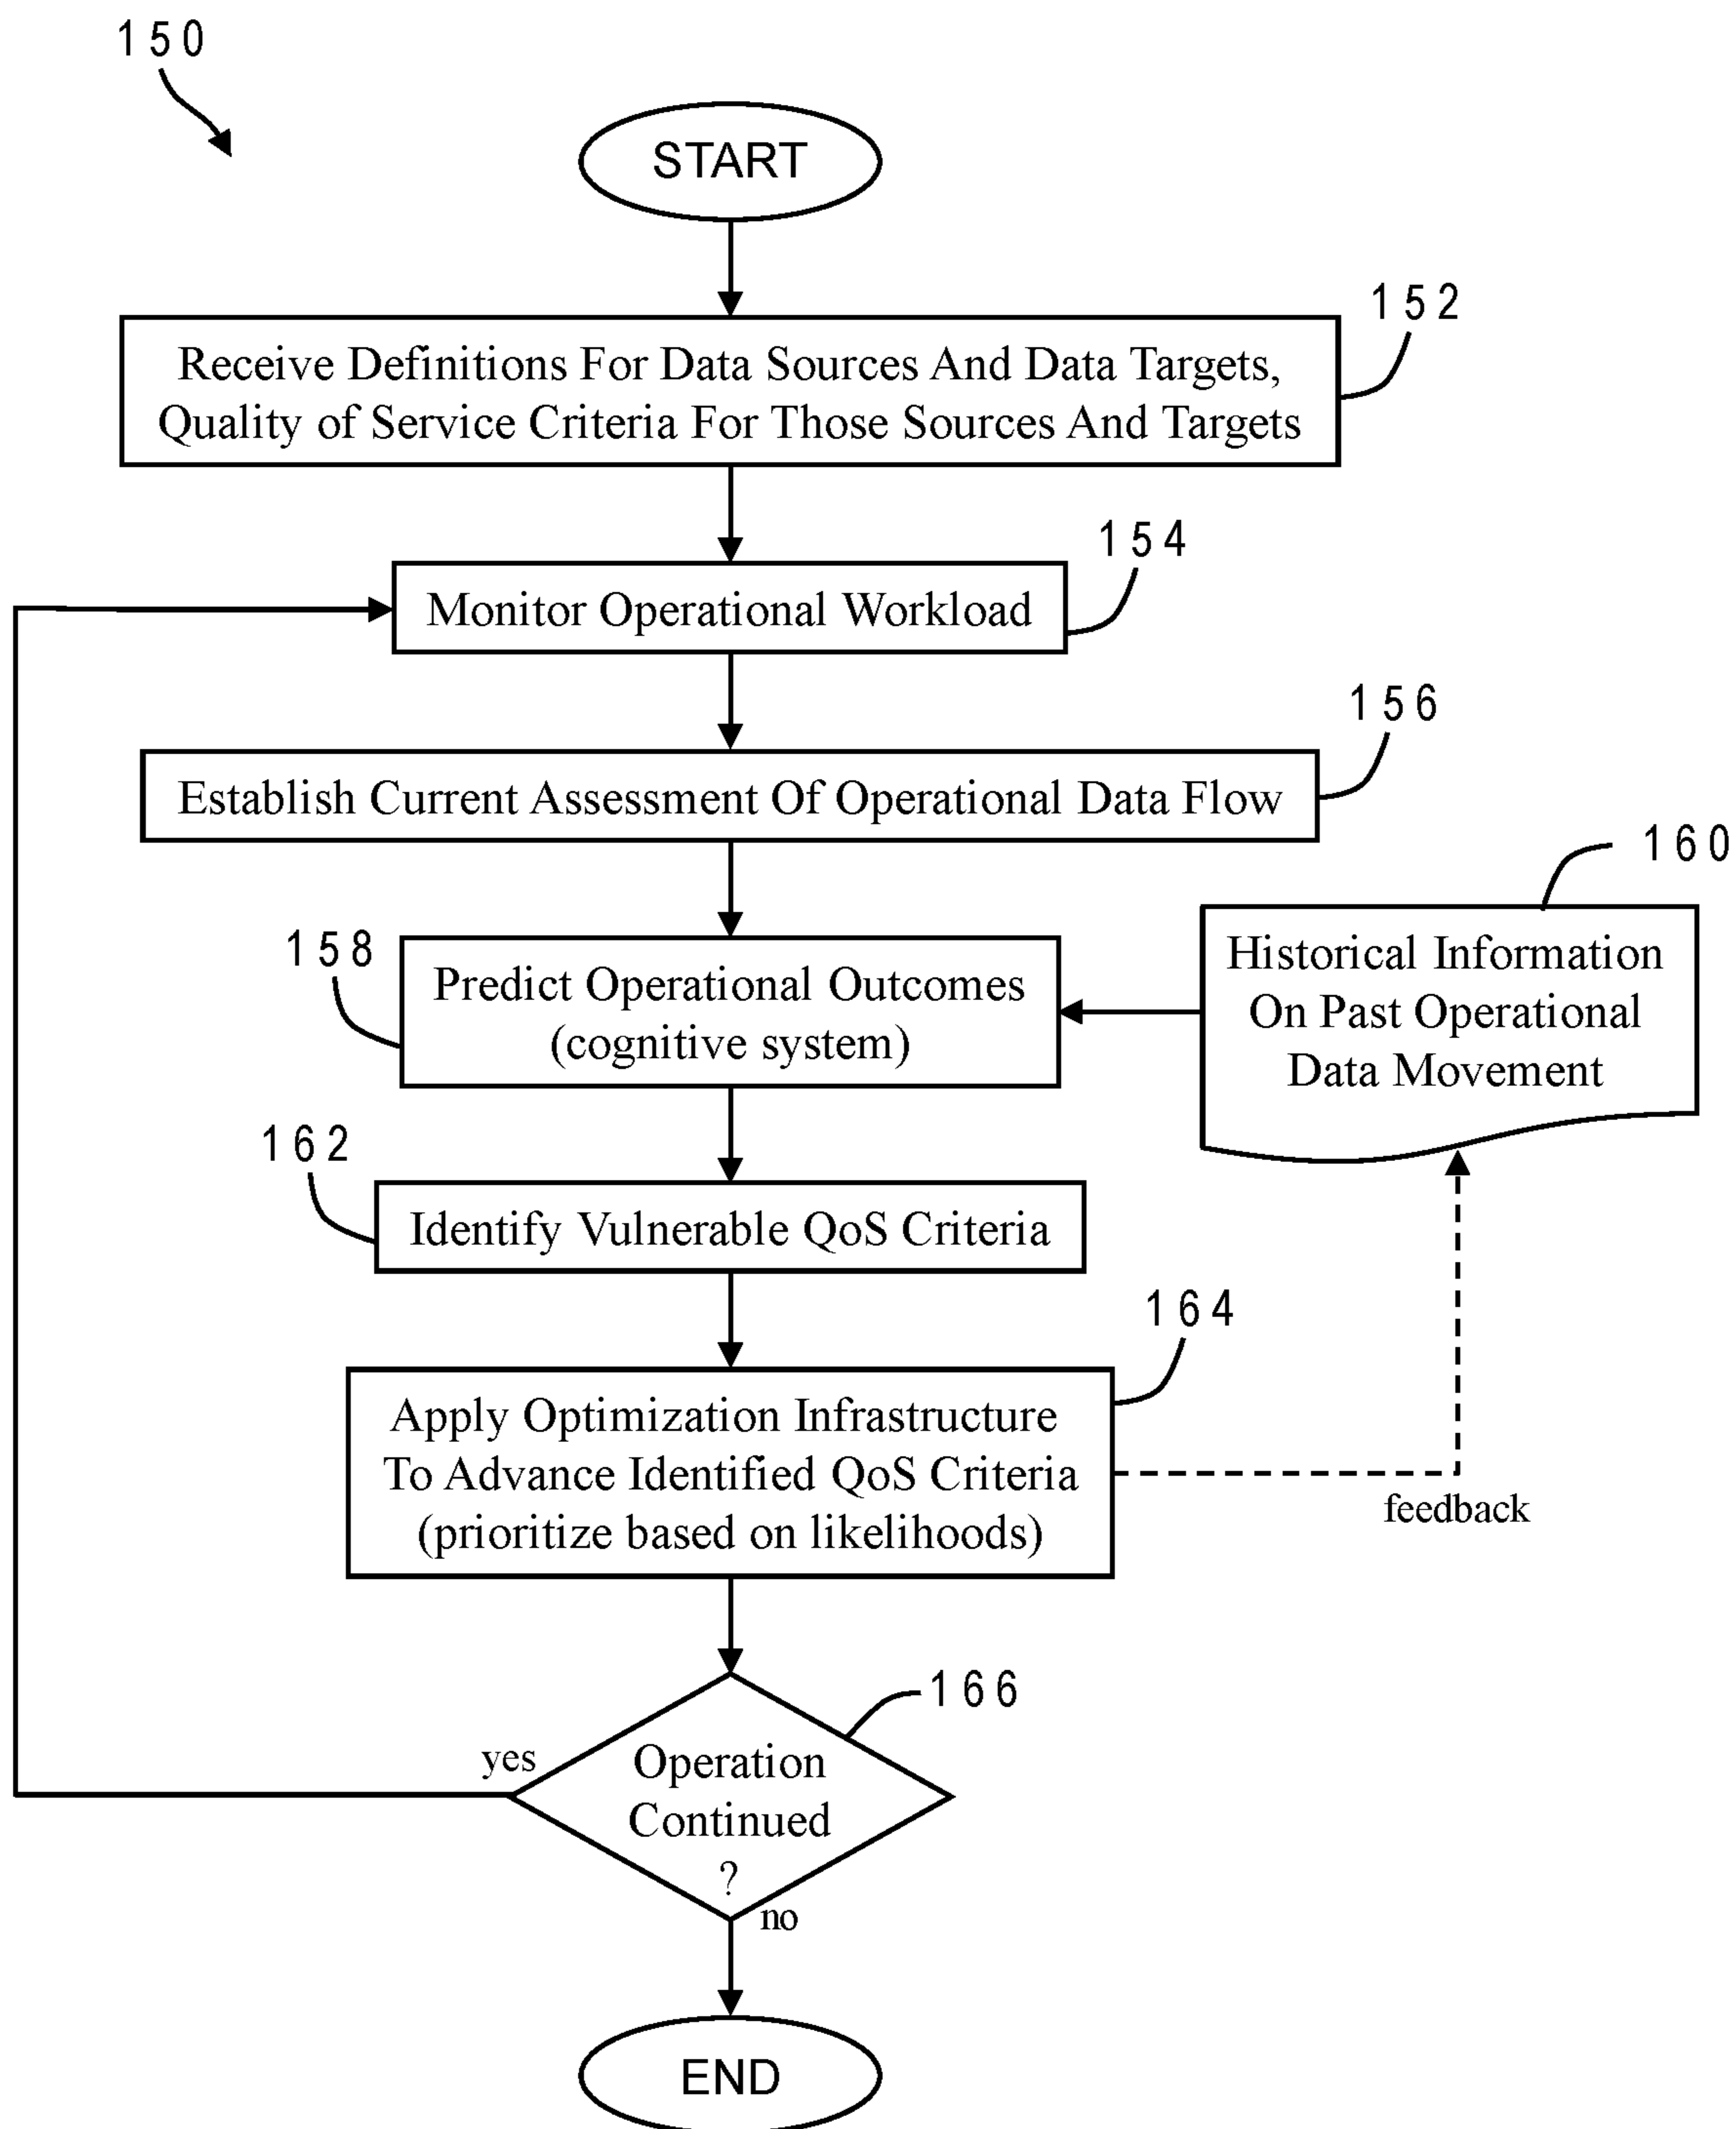 150
START
152
Receive Definitions For Data Sources And Data Targets,
Quality of Service Criteria For Those Sources And Targets
154
Monitor Operational Workload
156
Establish Current Assessment Of Operational Data Flow
160
158
Predict Operational Outcomes
(cognitive system)
Historical Information
On Past Operational
Data Movement
162
Identify Vulnerable QoS Criteria
164
Apply Optimization Infrastructure
To Advance Identified QoS Criteria
(prioritize based on likelihoods)
feedback
166
yes
Operation
Continued
?
no
END